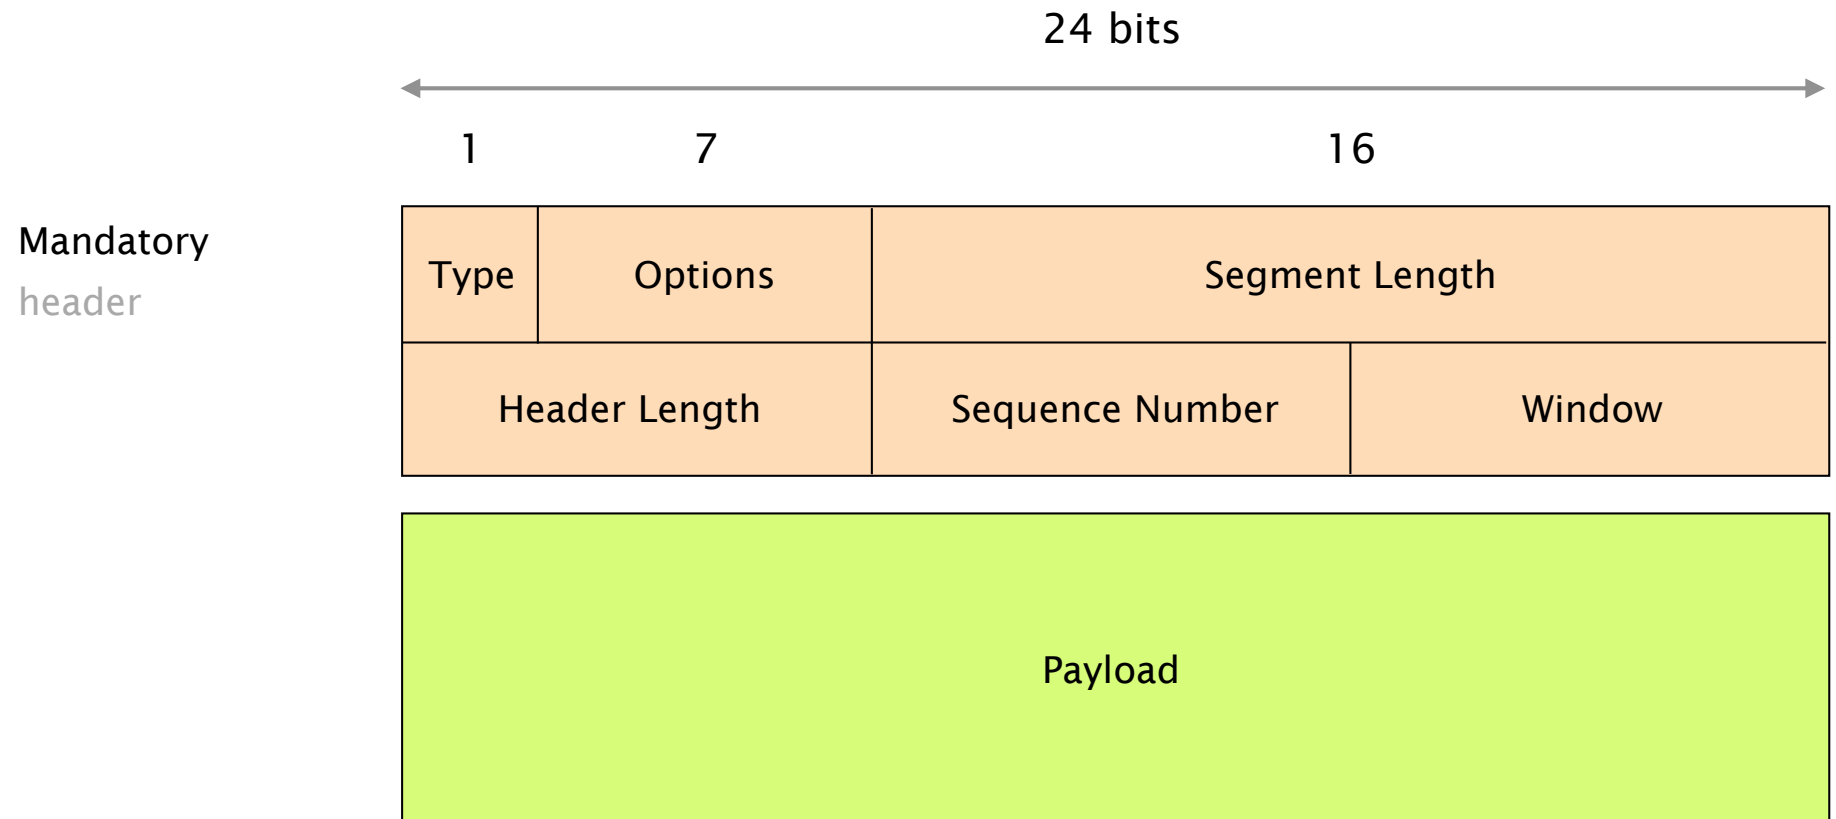 24 bits
1 7 16
Mandatory
header
Type Options Segment Length
Header Length Sequence Number Window
Payload